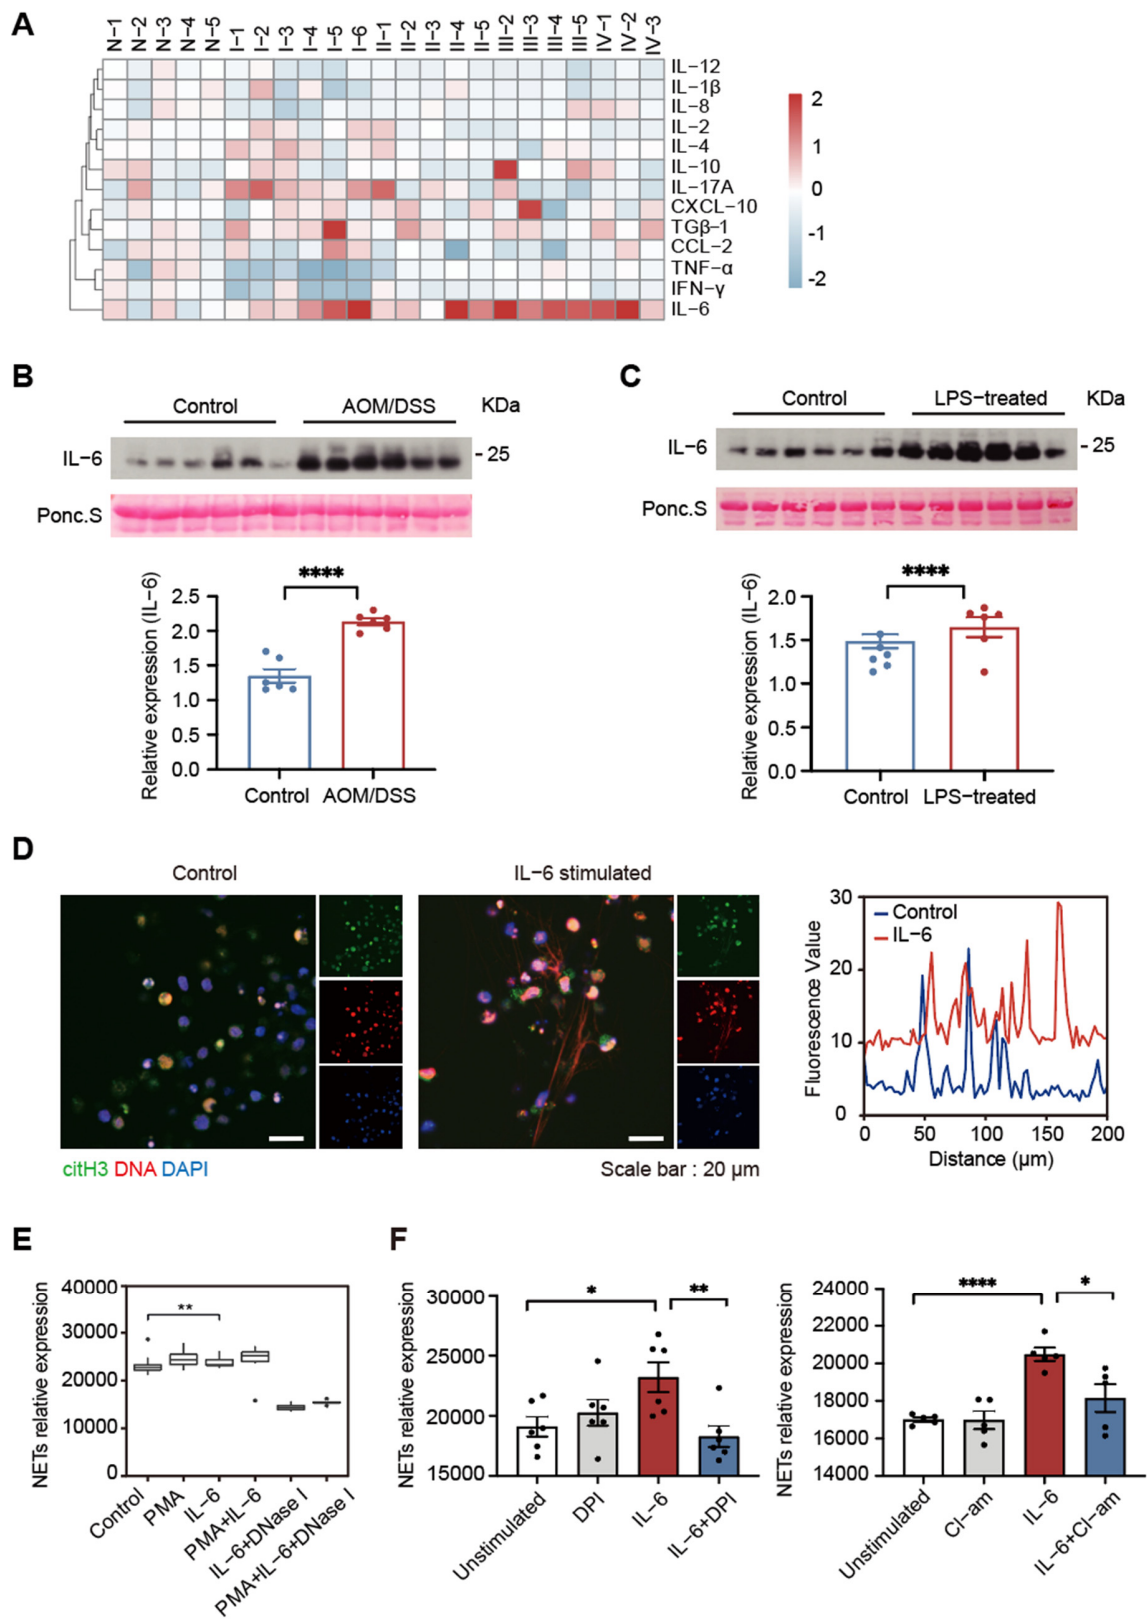 A
N-1 N-2 N-3 N-4 N-5 I-1 I-2 I-3 I-4 I-5 I-6 II-1 II-2 II-3 II-4 II-5 III-2 III-3 III-4 III-5 IV-1 IV-2 IV-3
IL-12
IL-1β
IL-8
IL-2
IL-4
IL-10
IL-17A
CXCL-10
TGβ-1
CCL-2
TNF-α
IFN-γ
IL-6
2
1
0
-1
-2
B
Control AOM/DSS KDa
IL-6 - 25
Ponc.S
****
Relative expression (IL-6)
2.5
2.0
1.5
1.0
0.5
0.0
Control AOM/DSS
C
Control LPS-treated KDa
IL-6 - 25
Ponc.S
****
Relative expression (IL-6)
2.0
1.5
1.0
0.5
0.0
Control LPS-treated
D
Control IL-6 stimulated
citH3 DNA DAPI
Scale bar : 20 μm
Fluorescence Value
30
20
10
0
Control
IL-6
0 50 100 150 200
Distance (μm)
E
NETs relative expression
40000
30000
20000
10000
0
**
Control
PMA
IL-6
PMA+IL-6
IL-6+DNase I
PMA+IL-6+DNase I
F
NETs relative expression
30000
25000
20000
15000
* **
Unstimulated
DPI
IL-6
IL-6+DPI
NETs relative expression
24000
22000
20000
18000
16000
14000
**** *
Unstimulated
Cl-am
IL-6
IL-6+Cl-am